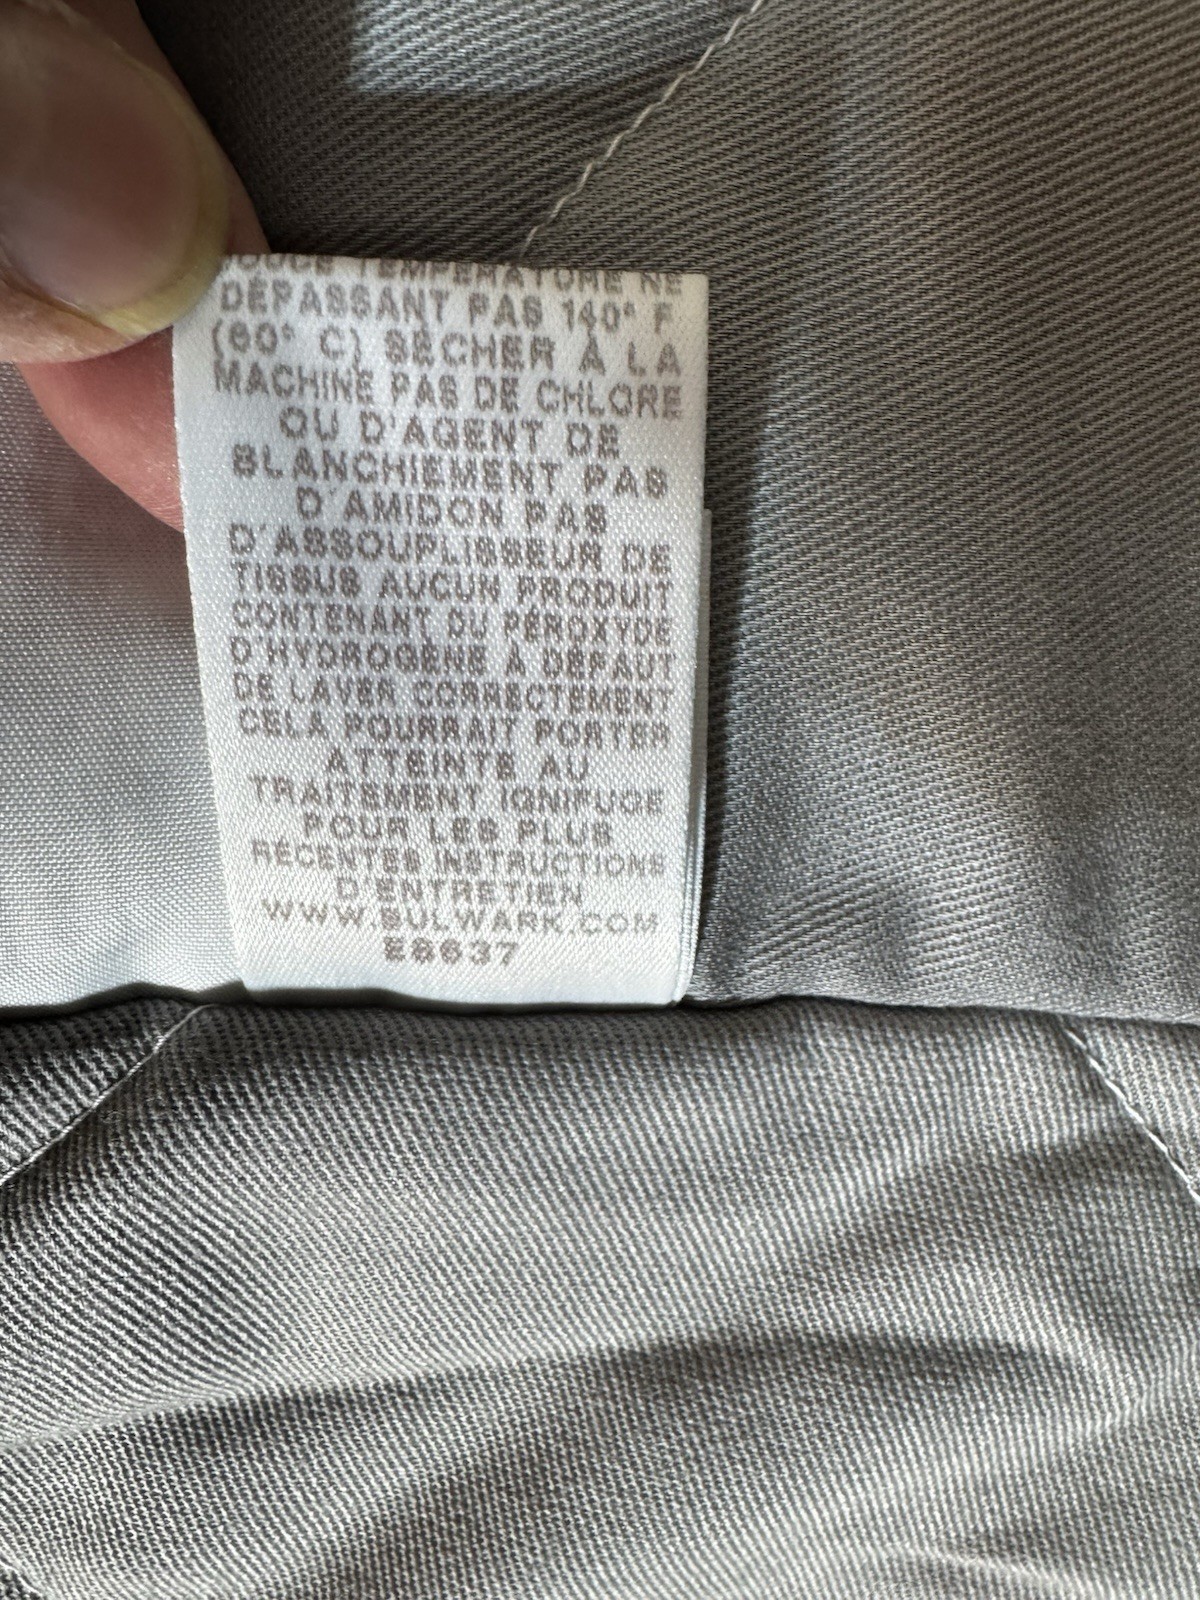 TEMPÉRATURE NE
DÉPASSANT PAS 140° F
(60° C) SÉCHER À LA
MACHINE PAS DE CHLORE
OU D'AGENT DE
BLANCHIEMENT PAS
D'AMIDON PAS
D'ASSOUPLISSEUR DE
TISSUS AUCUN PRODUIT
CONTENANT DU PÉROXYDE
D'HYDROGÈNE À DÉFAUT
DE LAVER CORRECTEMENT
CELA POURRAIT PORTER
ATTEINTE AU
TRAITEMENT IGNIFUGE
POUR LES PLUS
RÉCENTES INSTRUCTIONS
D'ENTRETIEN
WWW.BULWARK.COM
E8637